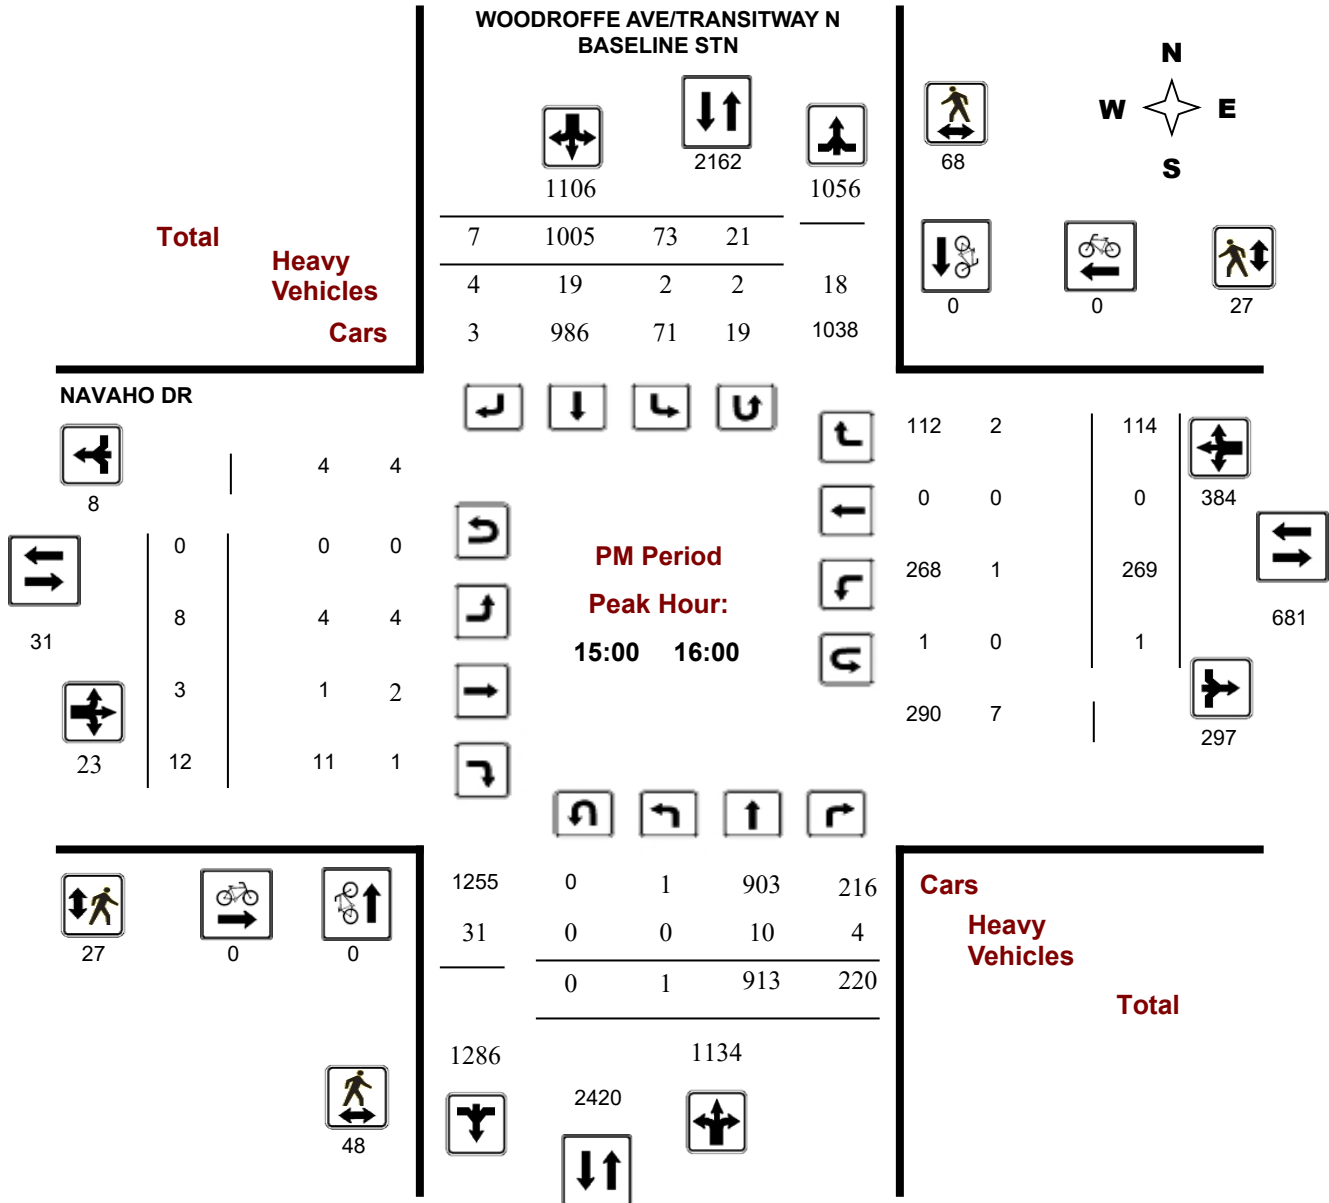 WOODROFFE AVE/TRANSITWAY N
BASELINE STN
N
W E
S
2162
68
1106 1056
Total 7 1005 73 21
Heavy
Vehicles 4 19 2 2 18
Cars 3 986 71 19 1038
0 0 27
NAVAHO DR
8
4 4
112 2 114
0 0 0 384
0 0 0
31
8 4 4
268 1 269
681
3 1 2
1 0 1
23 12 11 1
290 7 297
PM Period
Peak Hour:
15:00 16:00
27 0 0
1255 0 1 903 216 Cars
31 0 0 10 4 Heavy
Vehicles
0 1 913 220 Total
1286 1134
2420
48